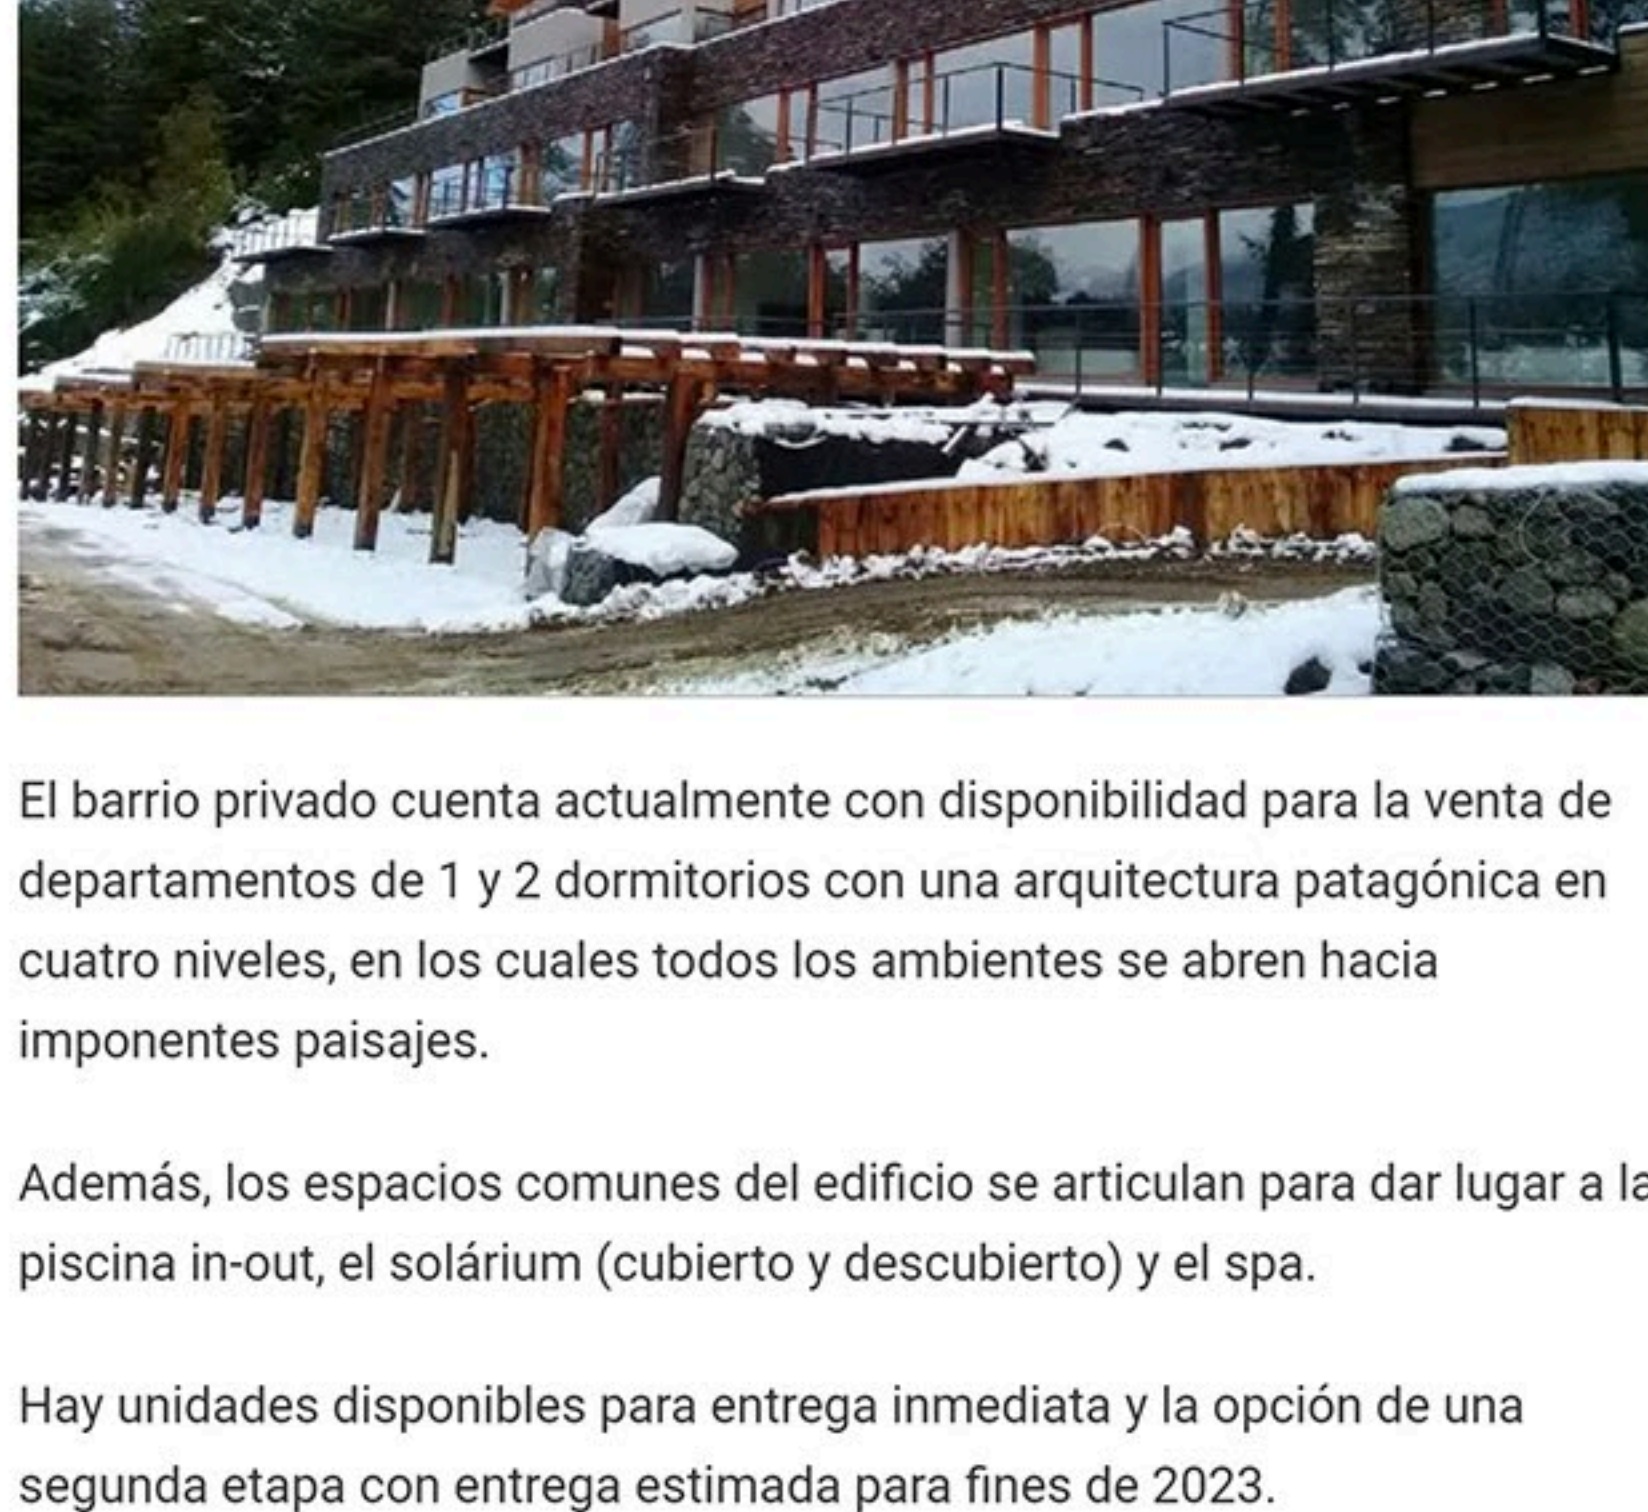 El barrio privado cuenta actualmente con disponibilidad para la venta de
departamentos de 1 y 2 dormitorios con una arquitectura patagónica en
cuatro niveles, en los cuales todos los ambientes se abren hacia
imponentes paisajes.
Además, los espacios comunes del edificio se articulan para dar lugar a la
piscina in-out, el solárium (cubierto y descubierto) y el spa.
Hay unidades disponibles para entrega inmediata y la opción de una
segunda etapa con entrega estimada para fines de 2023.